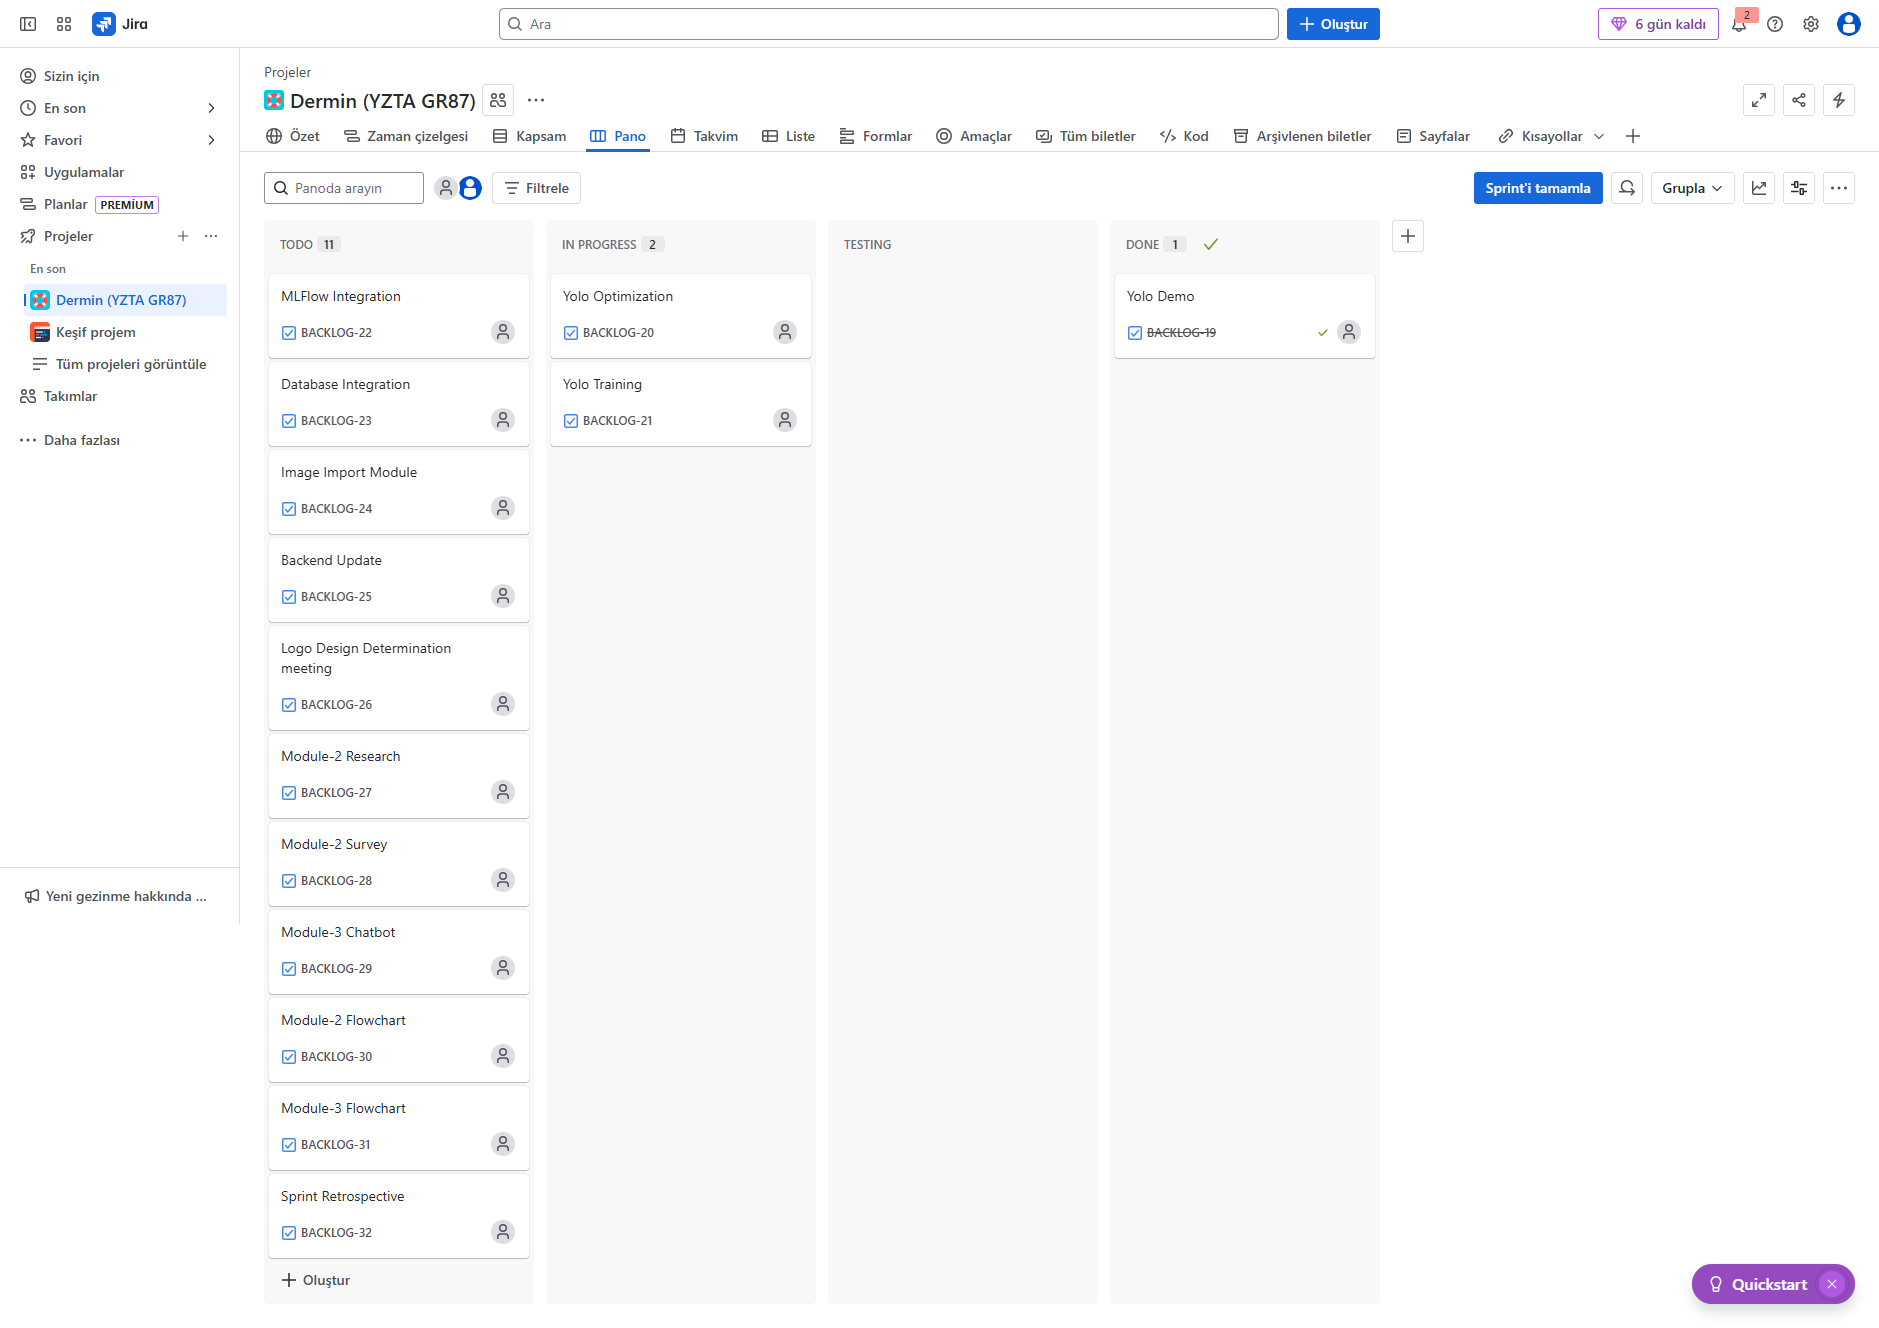 Jira
Ara
Oluştur
6 gün kaldı
2
Sizin için
En son
Favori
Uygulamalar
Planlar PREMİUM
Projeler
En son
Dermin (YZTA GR87)
Keşif projem
Tüm projeleri görüntüle
Takımlar
Daha fazlası
Yeni gezinme hakkında ...
Projeler
Dermin (YZTA GR87)
Özet Zaman çizelgesi Kapsam Pano Takvim Liste Formlar Amaçlar Tüm biletler Kod Arşivlenen biletler Sayfalar Kısayollar
Panoda arayın
Filtrele
Sprint'i tamamla
Grupla
TODO 11
MLFlow Integration
BACKLOG-22
Database Integration
BACKLOG-23
Image Import Module
BACKLOG-24
Backend Update
BACKLOG-25
Logo Design Determination
meeting
BACKLOG-26
Module-2 Research
BACKLOG-27
Module-2 Survey
BACKLOG-28
Module-3 Chatbot
BACKLOG-29
Module-2 Flowchart
BACKLOG-30
Module-3 Flowchart
BACKLOG-31
Sprint Retrospective
BACKLOG-32
Oluştur
IN PROGRESS 2
Yolo Optimization
BACKLOG-20
Yolo Training
BACKLOG-21
TESTING
DONE 1
Yolo Demo
BACKLOG-19
Quickstart